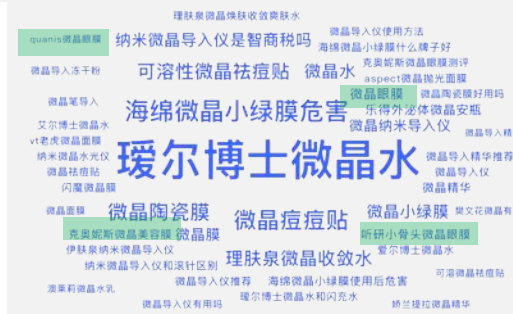 理肤泉微晶焕肤收敛爽肤水
微晶导入仪使用方法
quanis微晶眼膜
纳米微晶导入仪是智商税吗
海绵微晶小绿膜什么牌子好
克奥妮斯微晶眼膜测评
微晶导入冻干粉
可溶性微晶祛痘贴
微晶水
aspect微晶抛光面膜
微晶眼膜
微晶陶瓷膜好用吗
微晶笔导入
海绵微晶小绿膜危害
乐得外泌体微晶安瓶
艾尔博士微晶水
微晶纳米导入仪
微晶导入精
vt老虎微晶面膜
瑷尔博士微晶水
纳米微晶水光仪
微晶导入精华推荐
微晶祛痘贴
微晶导入仪
闪魔微晶膜
微晶精华
微晶面膜
微晶陶瓷膜
微晶痘痘贴
微晶小绿膜
樊文花微晶有
克奥妮斯微晶美容膜
微晶膜
听研小骨头微晶眼膜
伊肤泉纳米微晶导入仪
理肤泉微晶收敛水
爱尔博士微晶水
纳米微晶导入仪和滚针区别
可溶微晶祛痘贴
微晶导入仪推荐
海绵微晶小绿膜使用后危害
澳莱莉微晶水乳
瑷尔博士微晶水和闪充水
微晶导入仪有用吗
娇兰提拉微晶精华